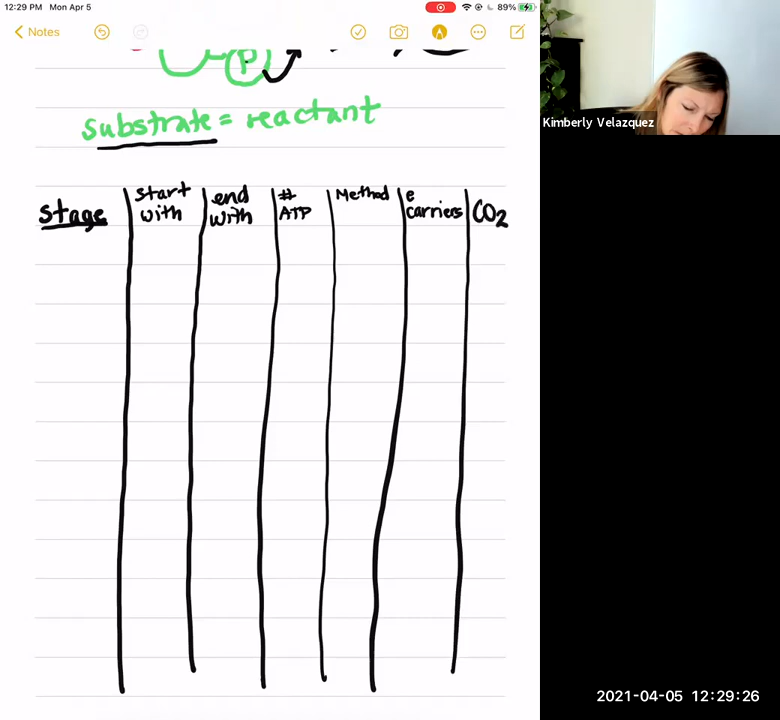 12:29 PM Mon Apr 5
89%
Notes
P
substrate = reactant
stage
start with
end with
# ATP
Method
e carriers
CO2
Kimberly Velazquez
2021-04-05 12:29:26